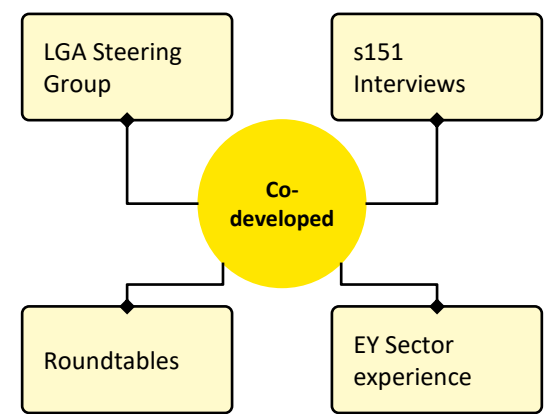 LGA Steering
Group
s151
Interviews
Co-
developed
Roundtables
EY Sector
experience